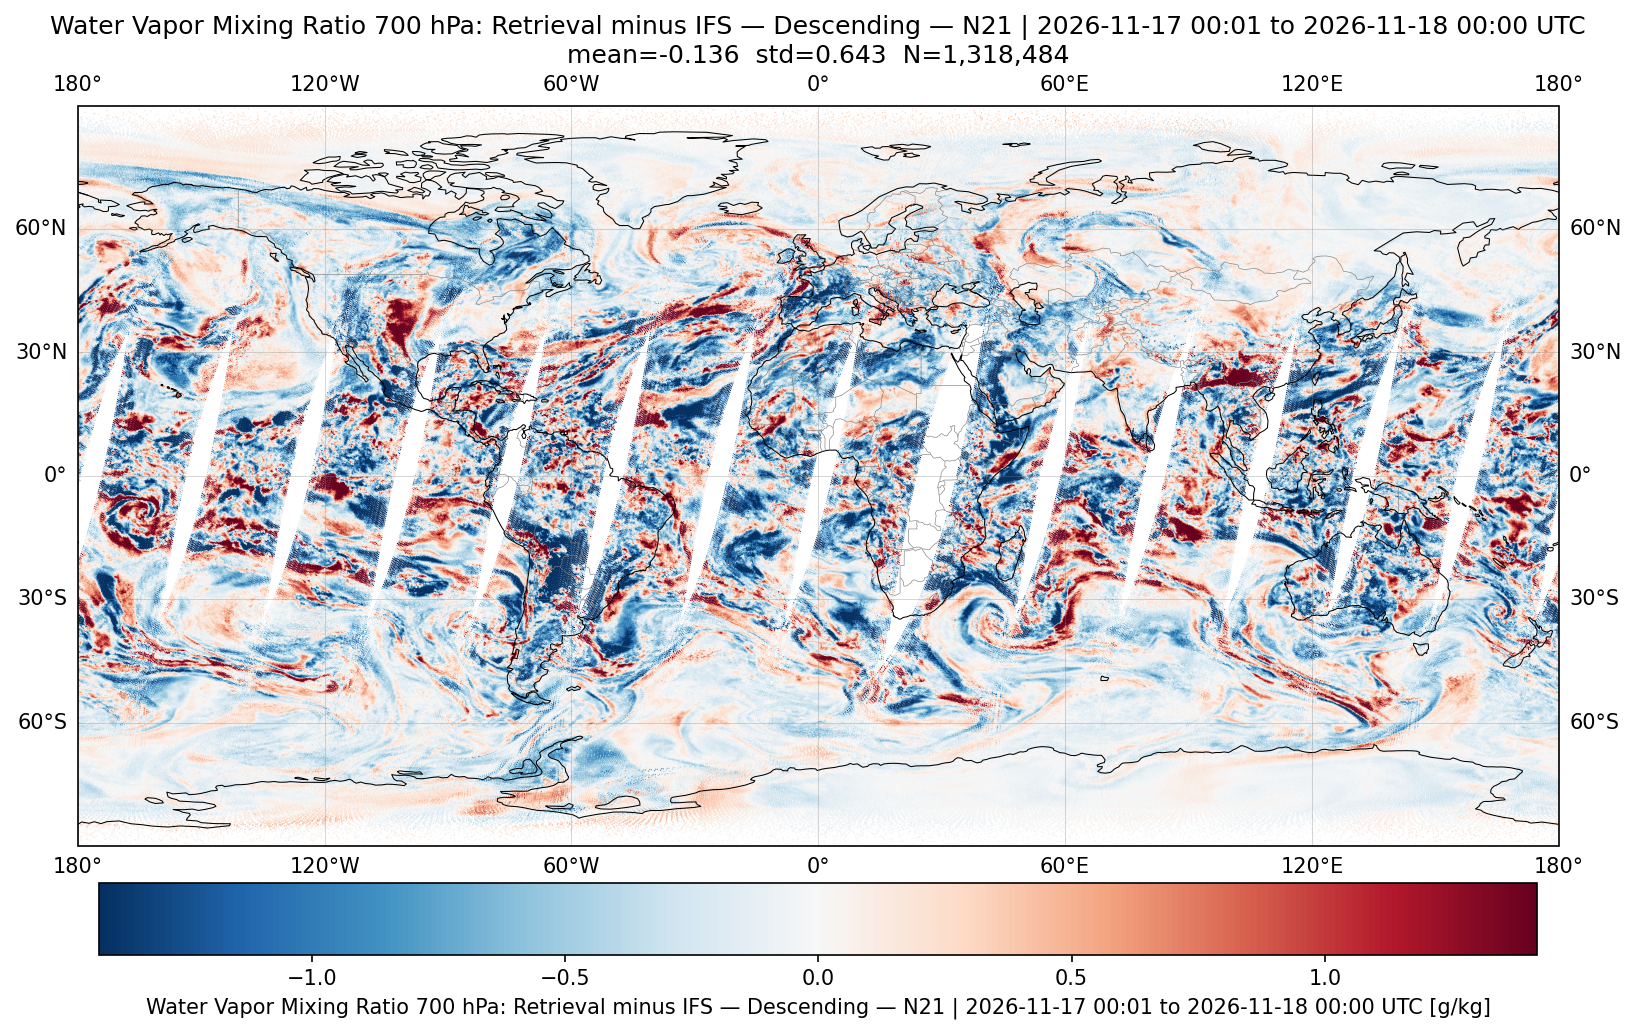 Water Vapor Mixing Ratio 700 hPa: Retrieval minus IFS — Descending — N21 | 2026-11-17 00:01 to 2026-11-18 00:00 UTC
mean=-0.136  std=0.643  N=1,318,484
180° 120°W 60°W 0° 60°E 120°E 180°
60°N 60°N
30°N 30°N
0° 0°
30°S 30°S
60°S 60°S
180° 120°W 60°W 0° 60°E 120°E 180°
−1.0 −0.5 0.0 0.5 1.0
Water Vapor Mixing Ratio 700 hPa: Retrieval minus IFS — Descending — N21 | 2026-11-17 00:01 to 2026-11-18 00:00 UTC [g/kg]